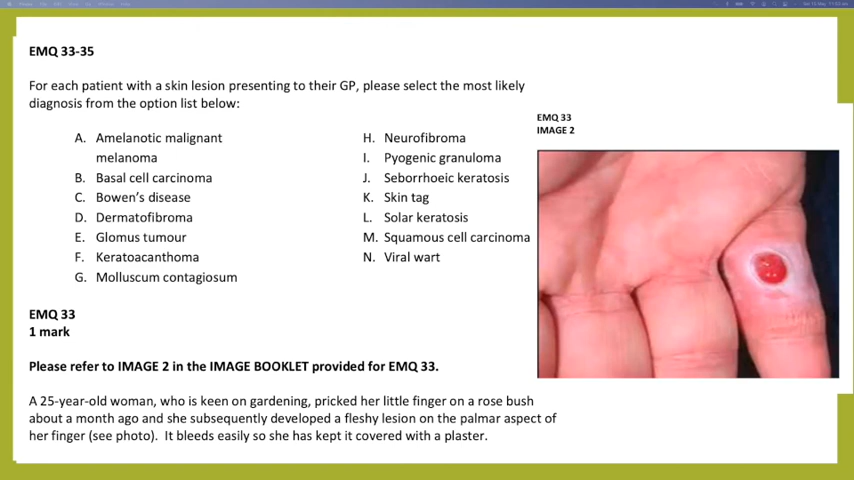 EMQ 33-35
For each patient with a skin lesion presenting to their GP, please select the most likely
diagnosis from the option list below:
A. Amelanotic malignant
melanoma
B. Basal cell carcinoma
C. Bowen's disease
D. Dermatofibroma
E. Glomus tumour
F. Keratoacanthoma
G. Molluscum contagiosum
H. Neurofibroma
I. Pyogenic granuloma
J. Seborrhoeic keratosis
K. Skin tag
L. Solar keratosis
M. Squamous cell carcinoma
N. Viral wart
EMQ 33
IMAGE 2
EMQ 33
1 mark
Please refer to IMAGE 2 in the IMAGE BOOKLET provided for EMQ 33.
A 25-year-old woman, who is keen on gardening, pricked her little finger on a rose bush
about a month ago and she subsequently developed a fleshy lesion on the palmar aspect of
her finger (see photo). It bleeds easily so she has kept it covered with a plaster.